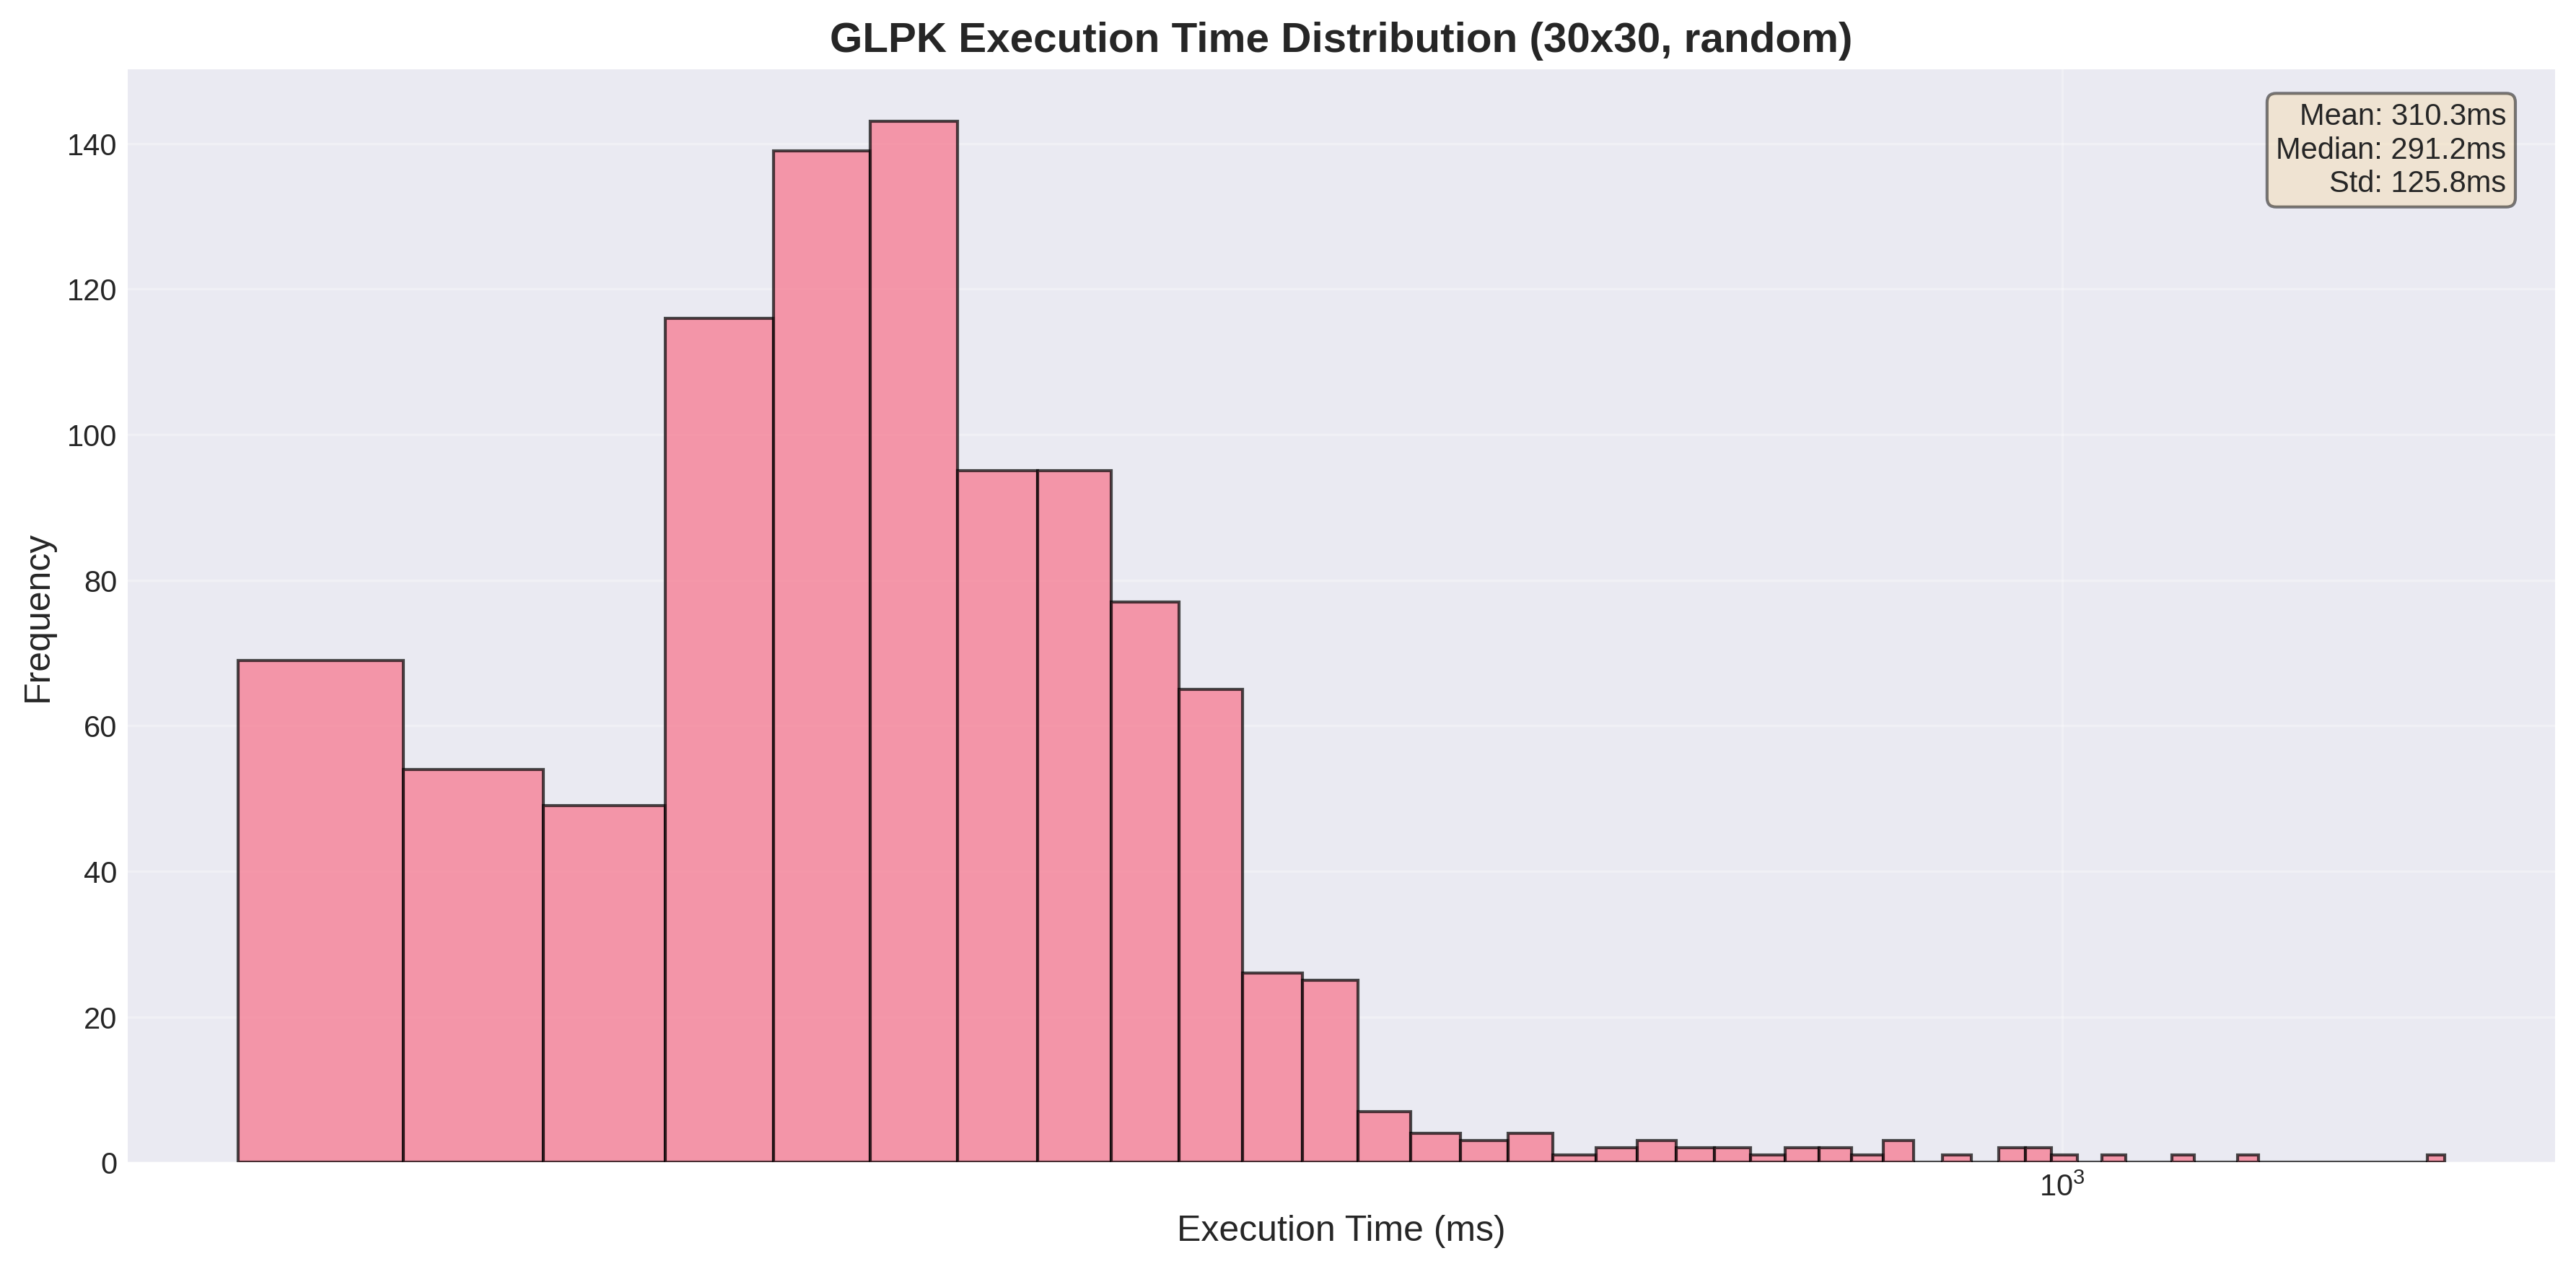 GLPK Execution Time Distribution (30x30, random)
Mean: 310.3ms
Median: 291.2ms
Std: 125.8ms
140
120
100
80
60
40
20
0
Frequency
10³
Execution Time (ms)